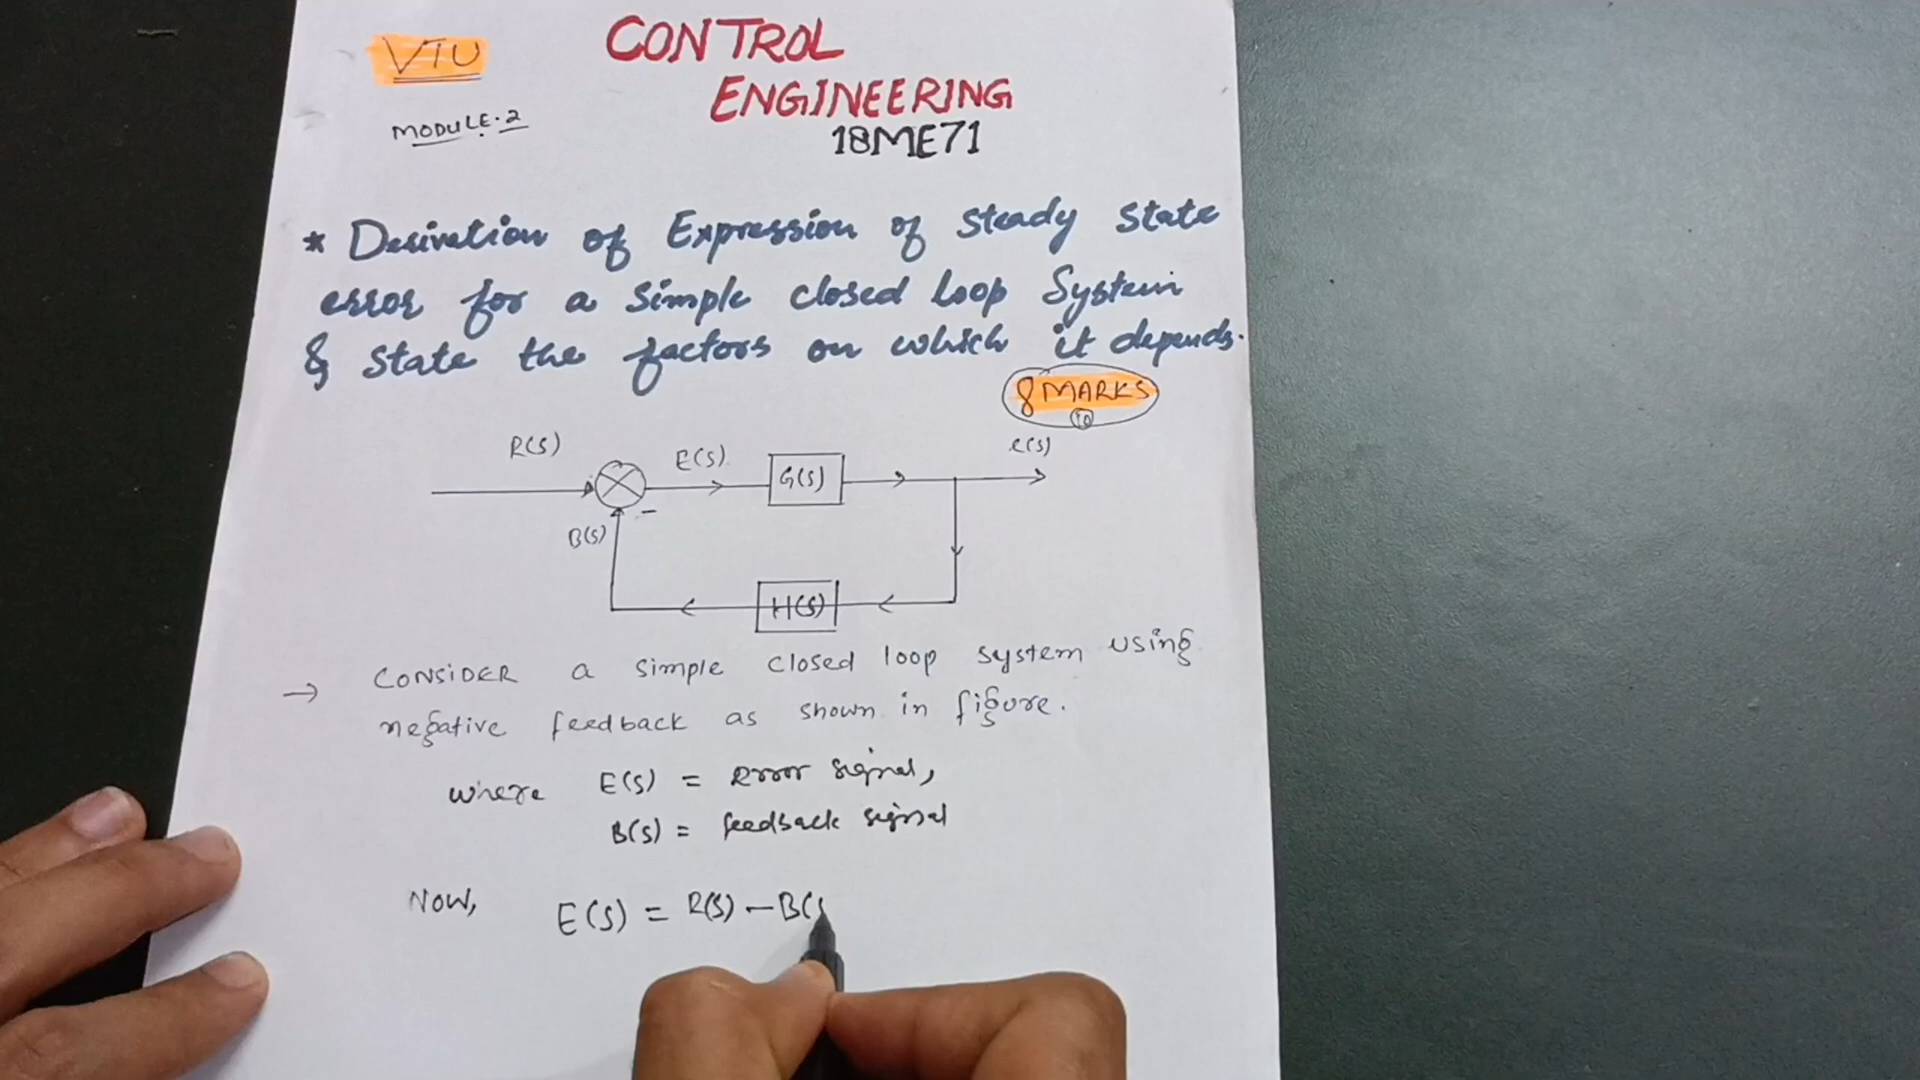 VTU
CONTROL
ENGINEERING
MODULE.2
18ME71
* Derivation of Expression of Steady State
error for a Simple closed loop System
& State the factors on which it depends.
8 MARKS
10
R(S)
E(S)
G(S)
C(S)
-
B(S)
H(S)
→ CONSIDER a simple closed loop system using
negative feedback as shown in figure.
where E(S) = error signal,
B(S) = feedback signal
NOW, E(S) = R(S) - B(S